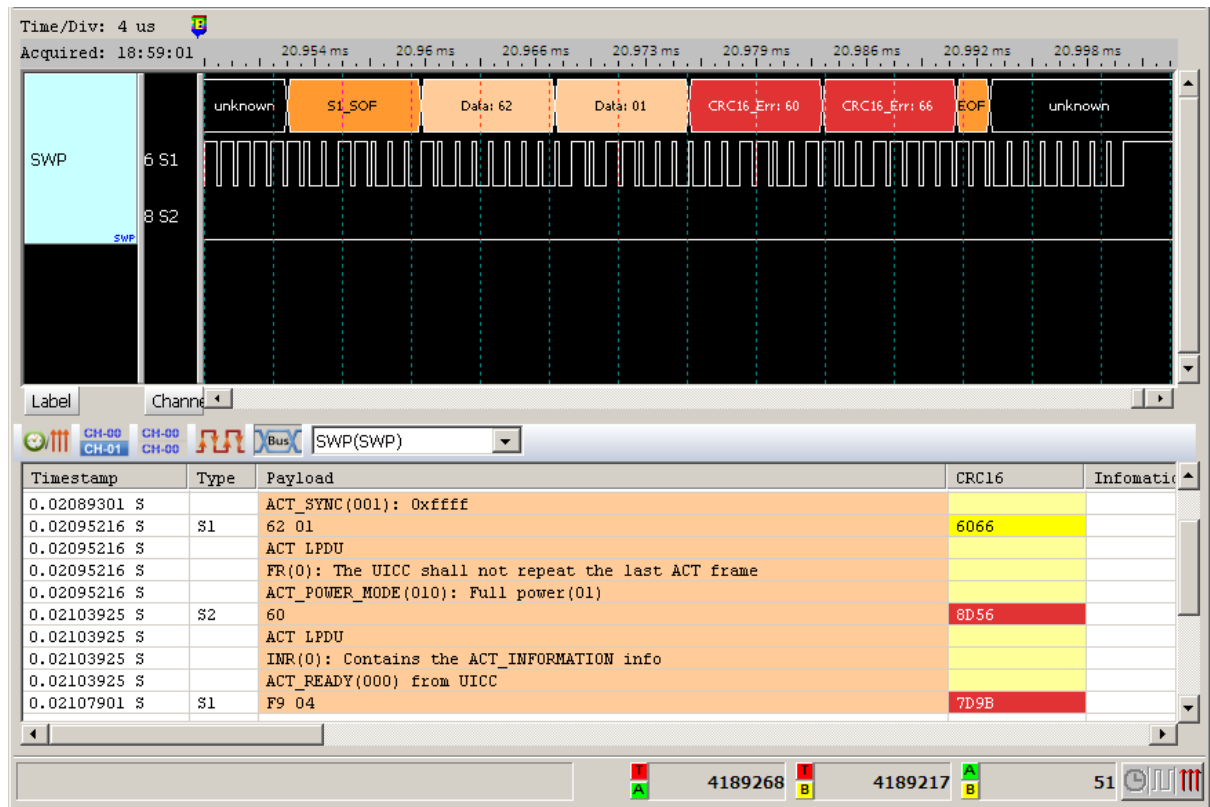 Time/Div: 4 us
Acquired: 18:59:01
20.954 ms 20.96 ms 20.966 ms 20.973 ms 20.979 ms 20.986 ms 20.992 ms 20.998 ms
unknown S1_SOF Data: 62 Data: 01 CRC16_Err: 60 CRC16_Err: 66 EOF unknown
SWP 6 S1
8 S2
SWP
Label Channe
CH-00 CH-00
CH-01 CH-00 Bus SWP(SWP)
Timestamp Type Payload CRC16 Infomatic
0.02089301 S ACT_SYNC(001): 0xffff
0.02095216 S S1 62 01 6066
0.02095216 S ACT LPDU
0.02095216 S FR(0): The UICC shall not repeat the last ACT frame
0.02095216 S ACT_POWER_MODE(010): Full power(01)
0.02103925 S S2 60 8D56
0.02103925 S ACT LPDU
0.02103925 S INR(0): Contains the ACT_INFORMATION info
0.02103925 S ACT_READY(000) from UICC
0.02107901 S S1 F9 04 7D9B
T A 4189268 T B 4189217 A B 51